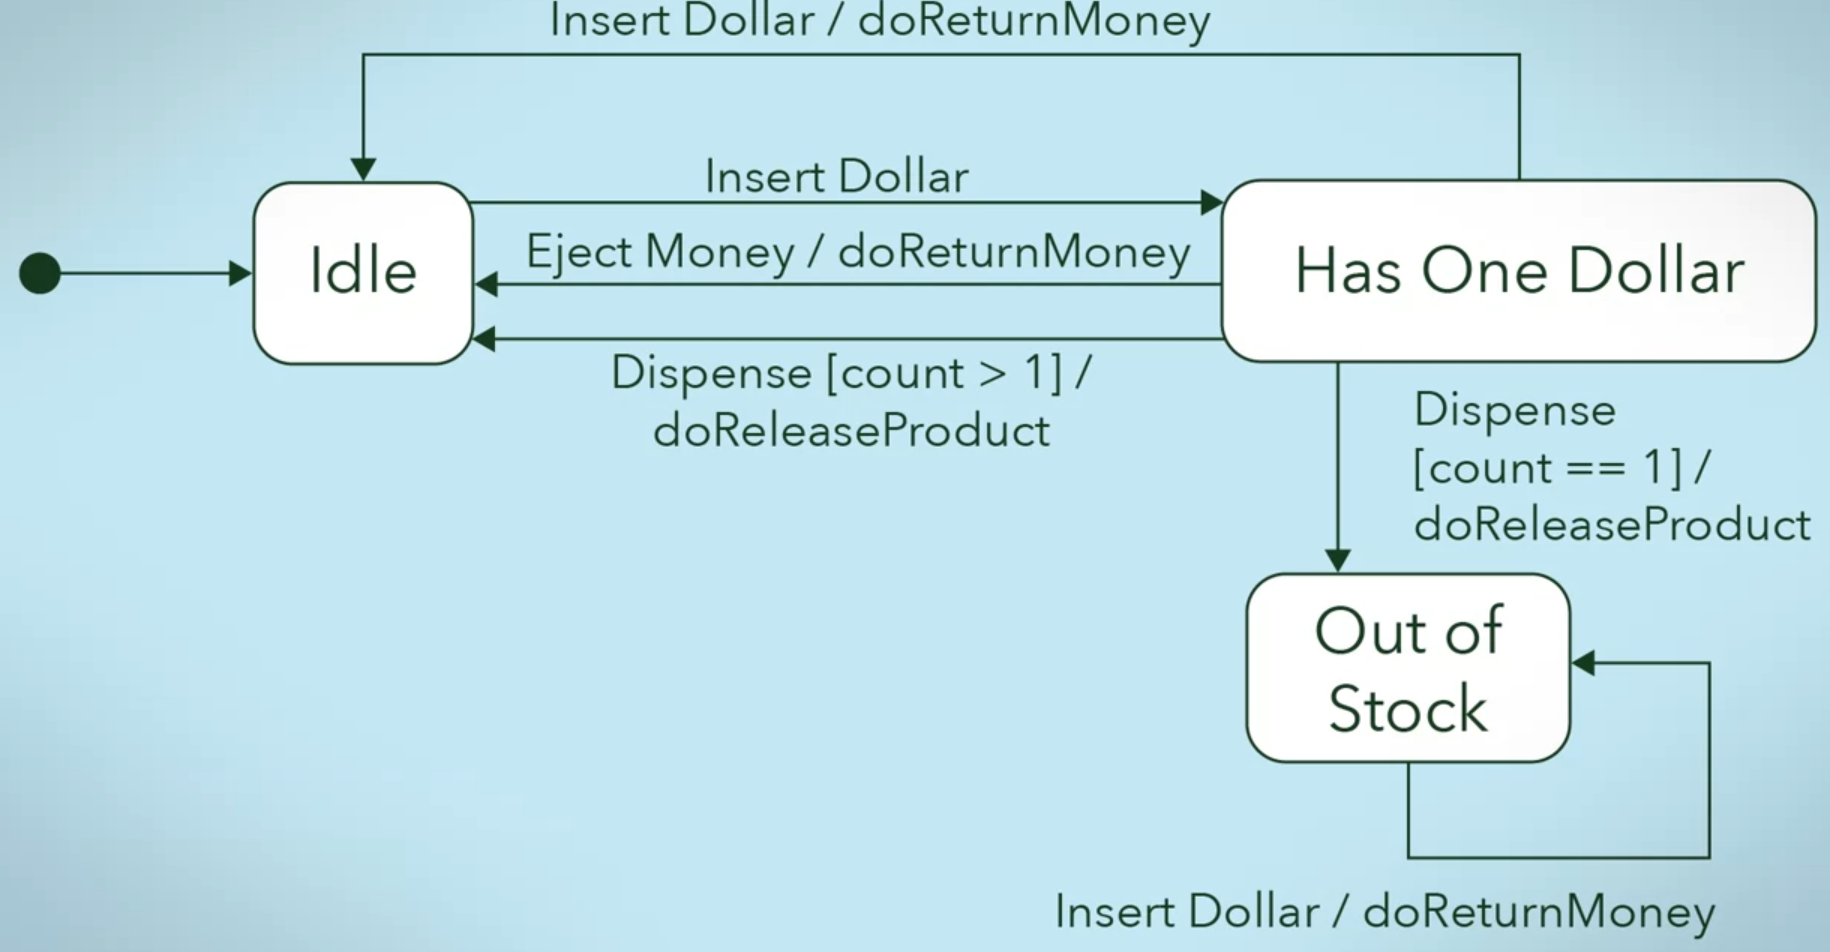 Insert Dollar / doReturnMoney
Insert Dollar
Eject Money / doReturnMoney
Idle
Has One Dollar
Dispense [count > 1] /
doReleaseProduct
Dispense
[count == 1] /
doReleaseProduct
Out of
Stock
Insert Dollar / doReturnMoney